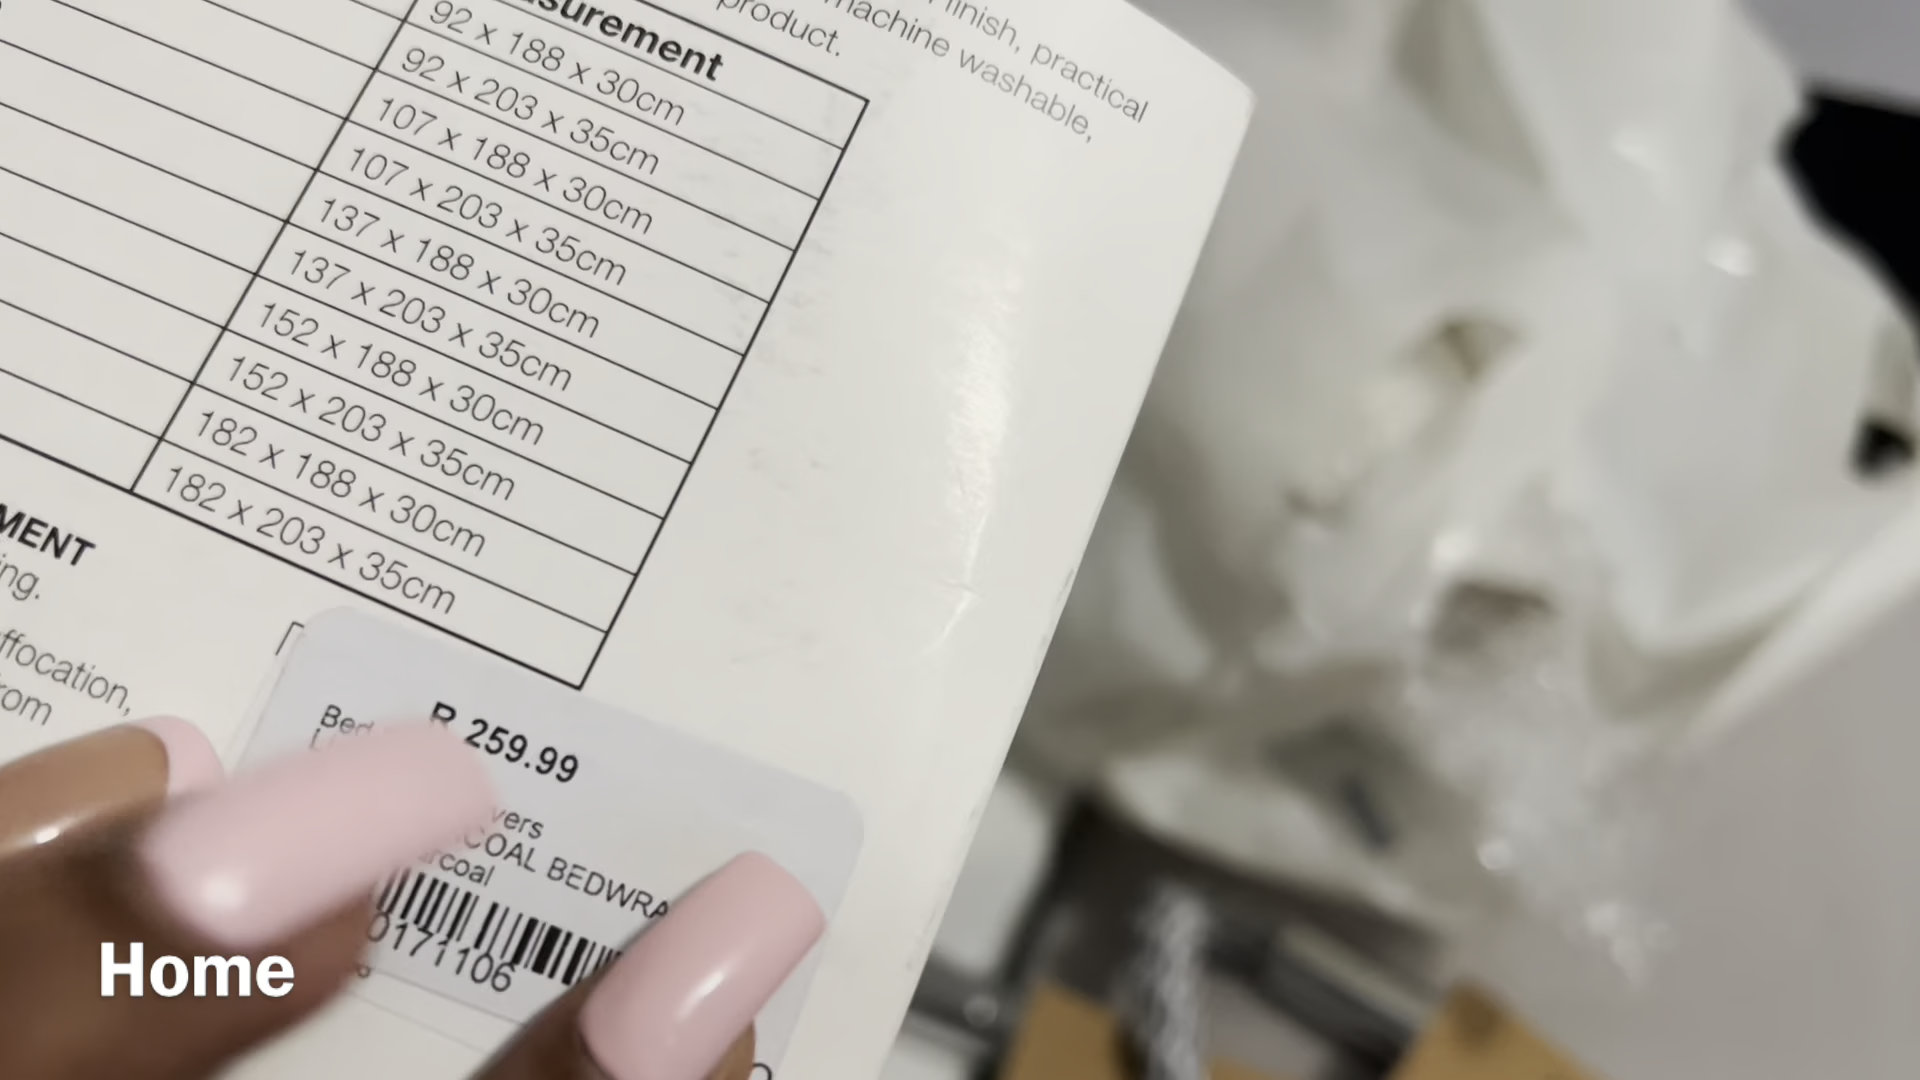 finish, practical
machine washable,
product.
surement
92 x 188 x 30cm
92 x 203 x 35cm
107 x 188 x 30cm
107 x 203 x 35cm
137 x 188 x 30cm
137 x 203 x 35cm
152 x 188 x 30cm
152 x 203 x 35cm
182 x 188 x 30cm
182 x 203 x 35cm
MENT
ing.
ffocation,
rom
R 259.99
Bed
vers
COAL BEDWRA
arcoal
0171106
Home